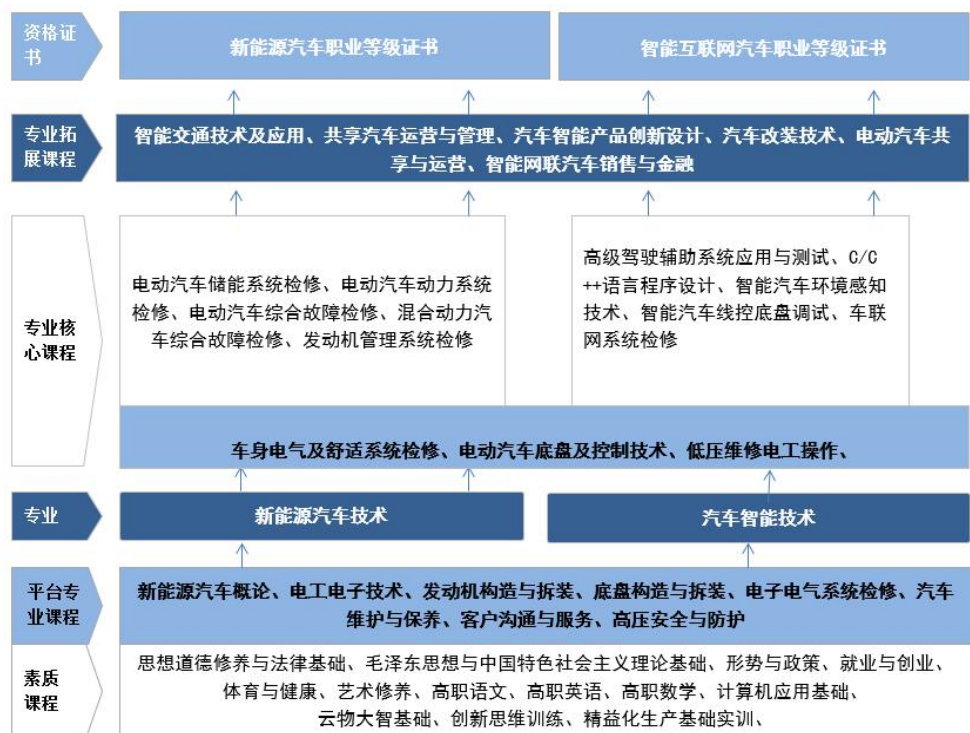 资格证
书
新能源汽车职业等级证书
智能互联网汽车职业等级证书
专业拓
展课程
智能交通技术及应用、共享汽车运营与管理、汽车智能产品创新设计、汽车改装技术、电动汽车共
享与运营、智能网联汽车销售与金融
专业核
心课程
电动汽车储能系统检修、电动汽车动力系统
检修、电动汽车综合故障检修、混合动力汽
车综合故障检修、发动机管理系统检修
高级驾驶辅助系统应用与测试、C/C
++语言程序设计、智能汽车环境感知
技术、智能汽车线控底盘调试、车联
网系统检修
车身电气及舒适系统检修、电动汽车底盘及控制技术、低压维修电工操作、
专业
新能源汽车技术
汽车智能技术
平台专
业课程
新能源汽车概论、电工电子技术、发动机构造与拆装、底盘构造与拆装、电子电气系统检修、汽车
维护与保养、客户沟通与服务、高压安全与防护
素质
课程
思想道德修养与法律基础、毛泽东思想与中国特色社会主义理论基础、形势与政策、就业与创业、
体育与健康、艺术修养、高职语文、高职英语、高职数学、计算机应用基础、
云物大智基础、创新思维训练、精益化生产基础实训、